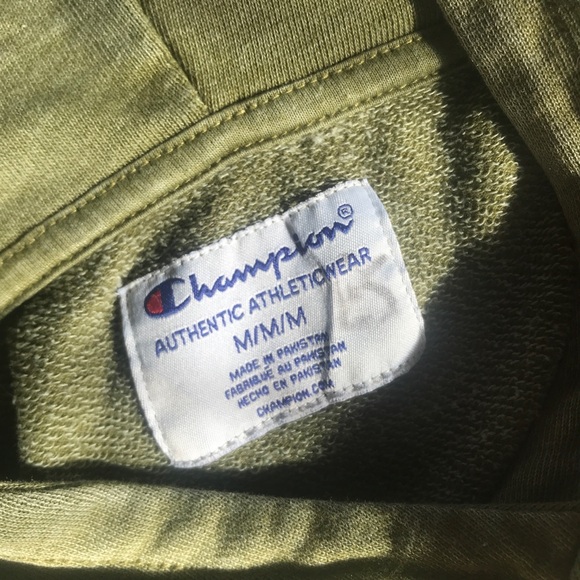 Champion®
AUTHENTIC ATHLETICWEAR
M/M/M
MADE IN PAKISTAN
FABRIQUÉ AU PAKISTAN
HECHO EN PAKISTAN
CHAMPION.COM